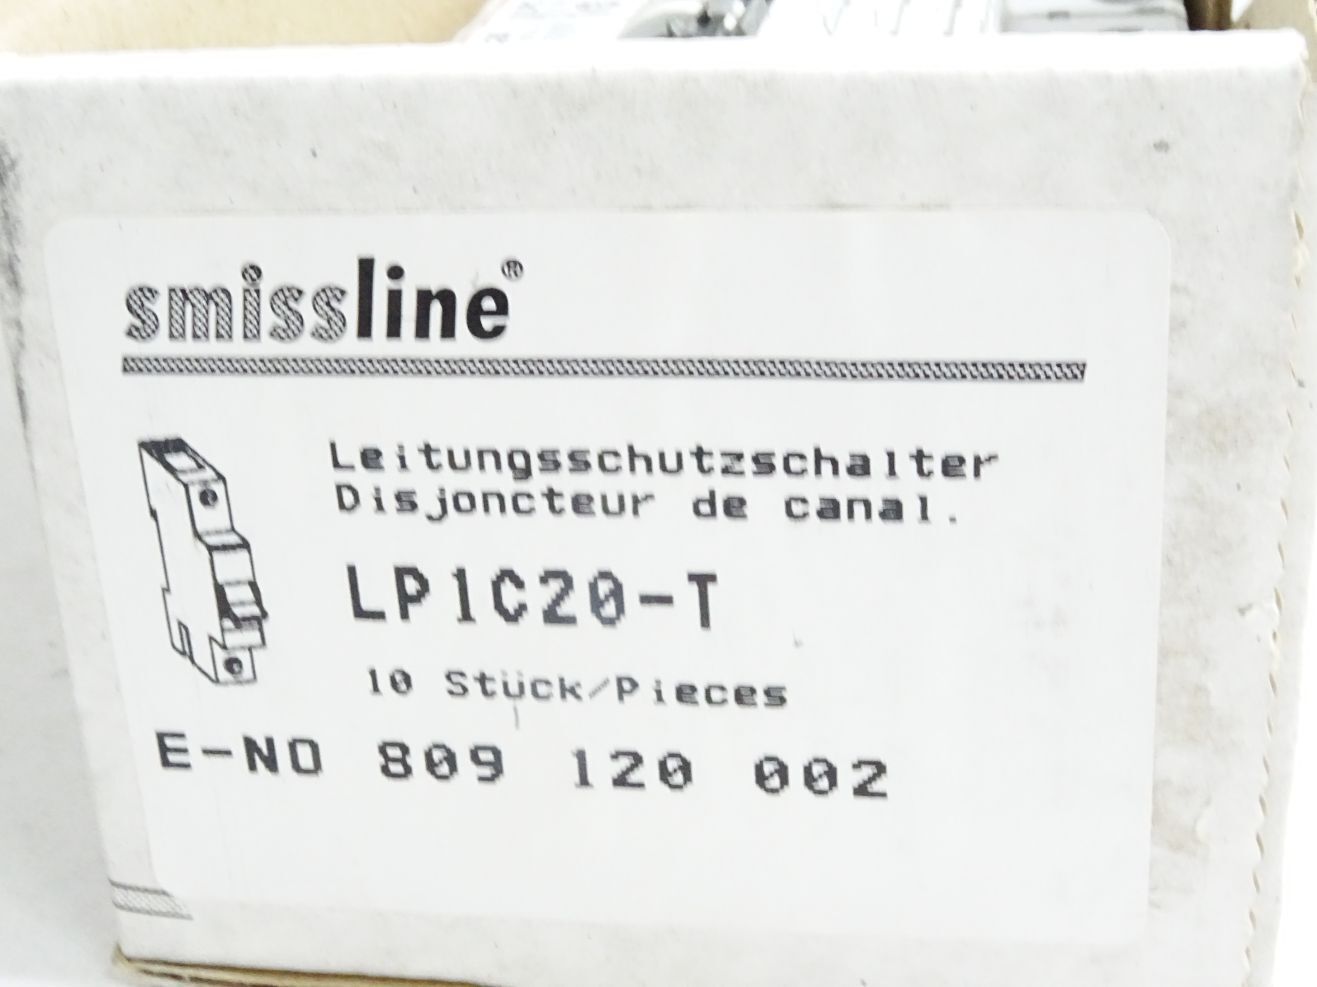 smissline®
Leitungsschutzschalter
Disjoncteur de canal.
LP1C20-T
10 Stück/Pieces
E-NO 809 120 002